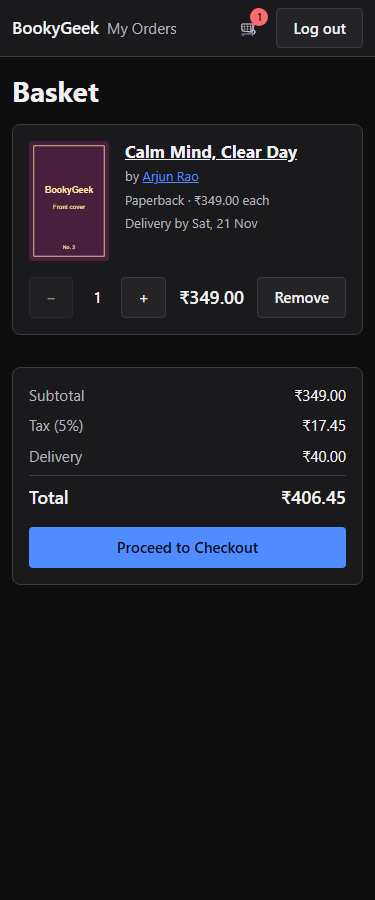 BookyGeek My Orders 1 Log out
Basket
BookyGeek
Front cover
No. 3
Calm Mind, Clear Day
by Arjun Rao
Paperback · ₹349.00 each
Delivery by Sat, 21 Nov
− 1 + ₹349.00 Remove
Subtotal ₹349.00
Tax (5%) ₹17.45
Delivery ₹40.00
Total ₹406.45
Proceed to Checkout